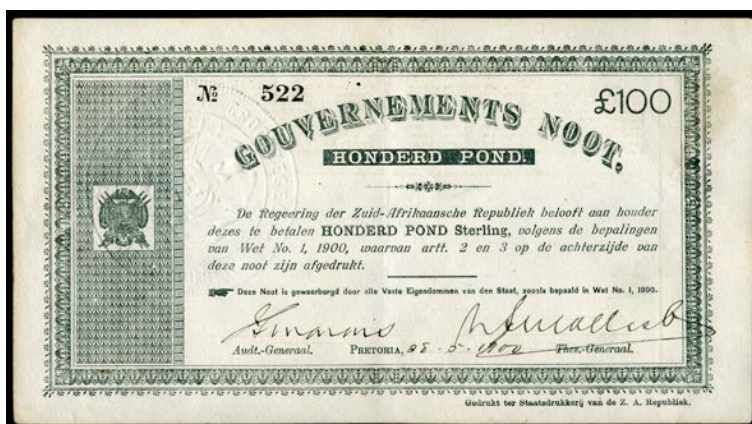 № 522
£100
GOUVERNEMENTS NOOT.
HONDERD POND.
De Regeering der Zuid-Afrikaansche Republiek belooft aan houder
dezes te betalen HONDERD POND Sterling, volgens de bepalingen
van Wet No. 1, 1900, waarvan artt. 2 en 3 op de achterzijde van
deze noot zijn afgedrukt.
Deze Noot is gewaarborgd door alle Vaste Eigendommen van den Staat, zooals bepaald in Wet No. 1, 1900.
Audt.-Generaal. PRETORIA, 28-5-1900 Thes.-Generaal.
Gedrukt ter Staatsdrukkerij van de Z. A. Republiek.